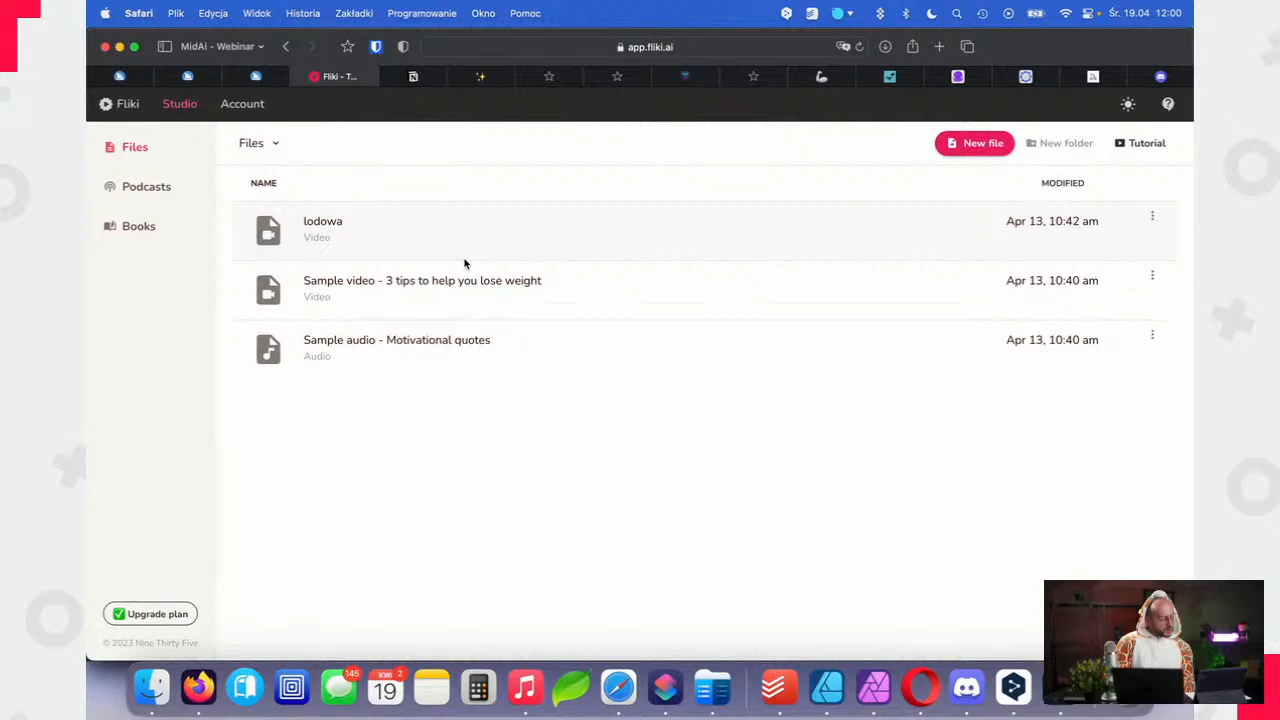 Safari Plik Edycja Widok Historia Zakładki Programowanie Okno Pomoc Śr. 19.04 12:00
MidAi - Webinar app.fliki.ai
Fliki - T...
Fliki Studio Account
Files
Podcasts
Books
Files New file New folder Tutorial
NAME MODIFIED
lodowa Apr 13, 10:42 am
Video
Sample video - 3 tips to help you lose weight Apr 13, 10:40 am
Video
Sample audio - Motivational quotes Apr 13, 10:40 am
Audio
Upgrade plan
© 2023 Nine Thirty Five
145
KWI 2
19